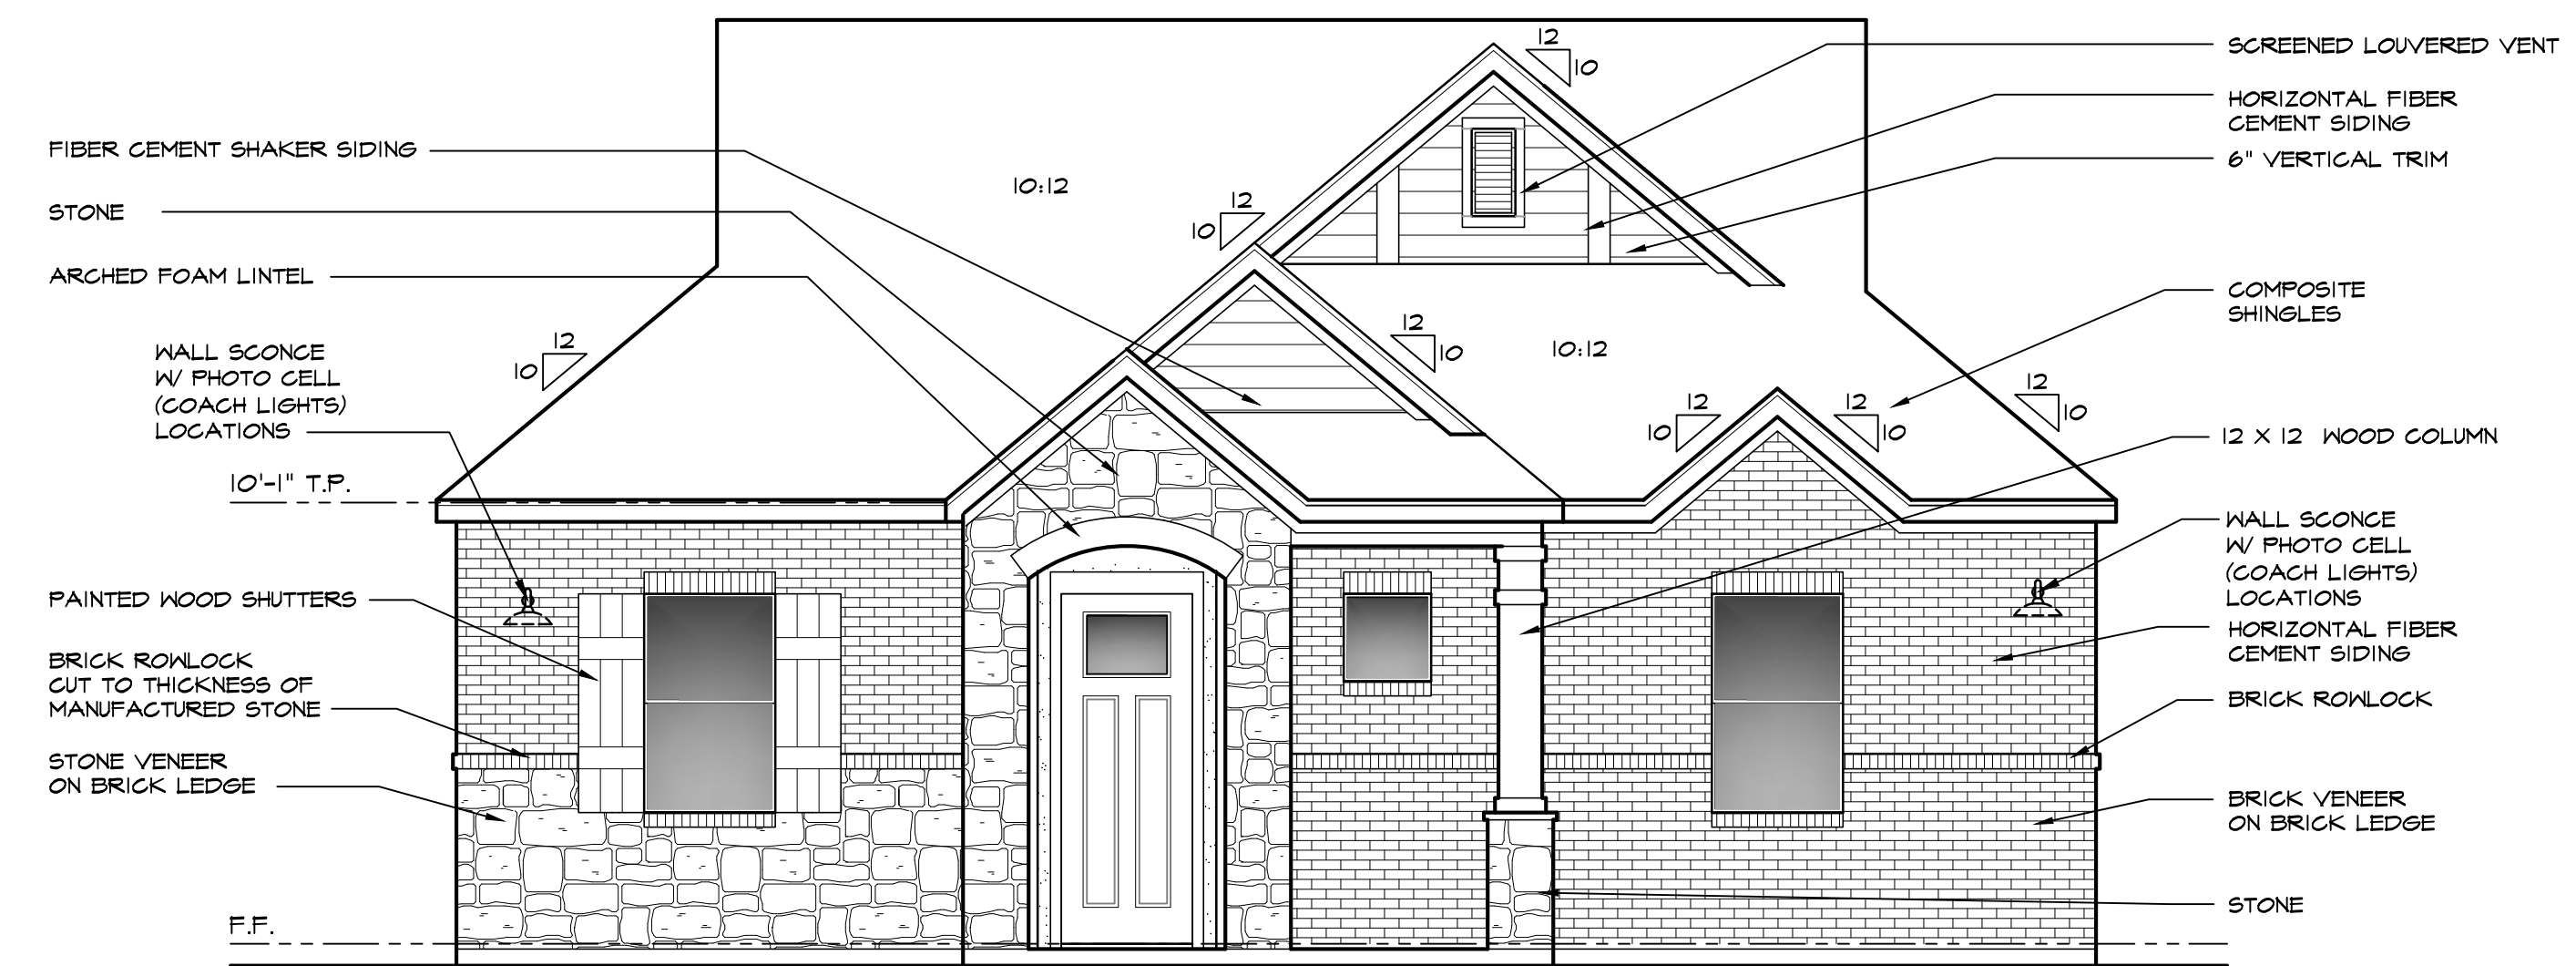 FIBER CEMENT SHAKER SIDING
STONE
ARCHED FOAM LINTEL
WALL SCONCE
W/ PHOTO CELL
(COACH LIGHTS)
LOCATIONS
10'-1" T.P.
PAINTED WOOD SHUTTERS
BRICK ROWLOCK
CUT TO THICKNESS OF
MANUFACTURED STONE
STONE VENEER
ON BRICK LEDGE
F.F.
12
10
10:12
12
10
12
10
12
10
10:12
12
10
12
10
12
10
SCREENED LOUVERED VENT
HORIZONTAL FIBER
CEMENT SIDING
6" VERTICAL TRIM
COMPOSITE
SHINGLES
12 X 12 WOOD COLUMN
WALL SCONCE
W/ PHOTO CELL
(COACH LIGHTS)
LOCATIONS
HORIZONTAL FIBER
CEMENT SIDING
BRICK ROWLOCK
BRICK VENEER
ON BRICK LEDGE
STONE